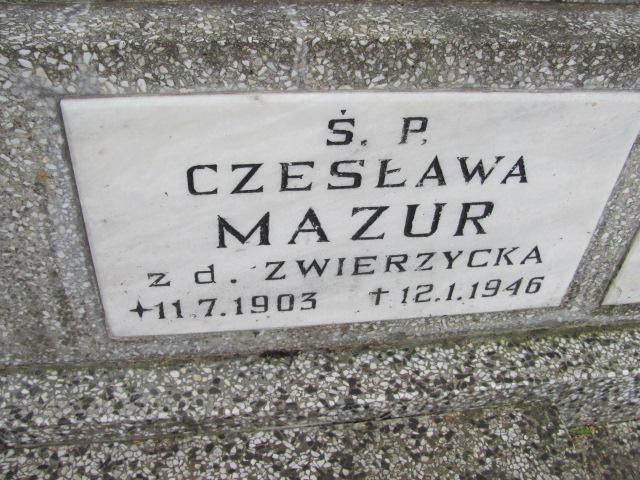 Ś. P.
CZESŁAWA
MAZUR
z d. ZWIERZYCKA
✦11.7.1903 †12.1.1946